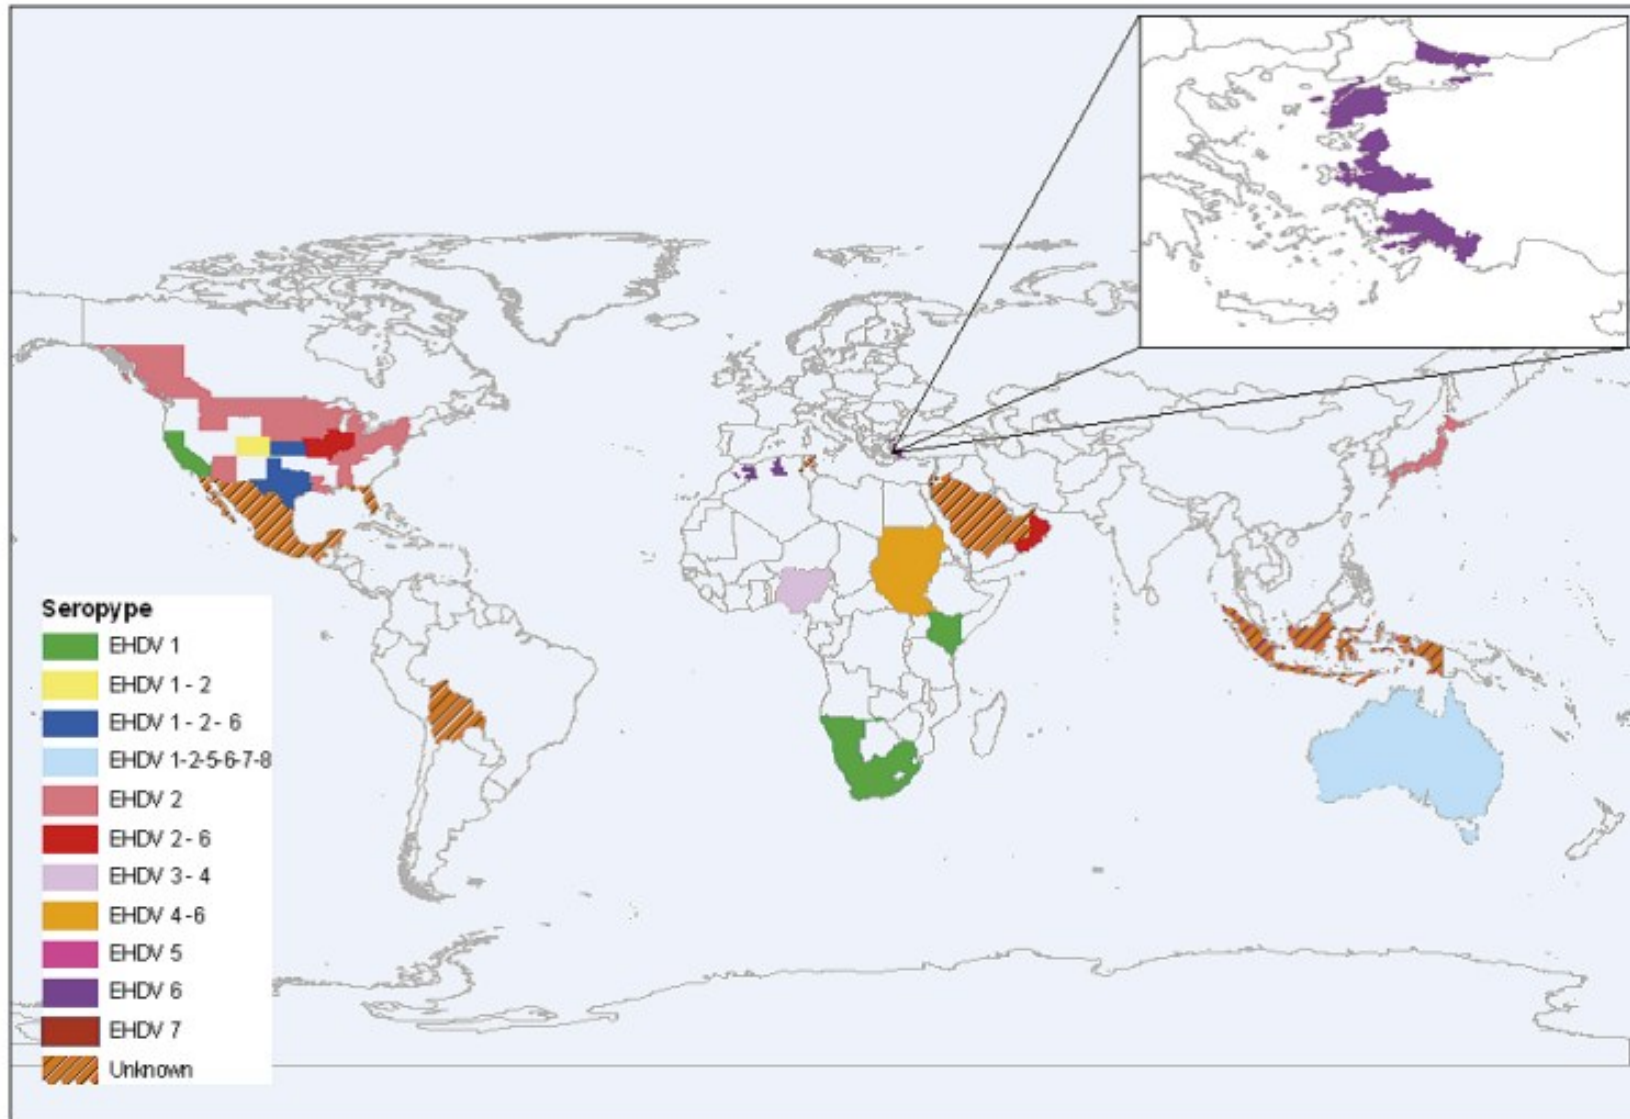 Seropype
EHDV 1
EHDV 1 - 2
EHDV 1 - 2 - 6
EHDV 1-2-5-6-7-8
EHDV 2
EHDV 2 - 6
EHDV 3 - 4
EHDV 4 - 6
EHDV 5
EHDV 6
EHDV 7
Unknown